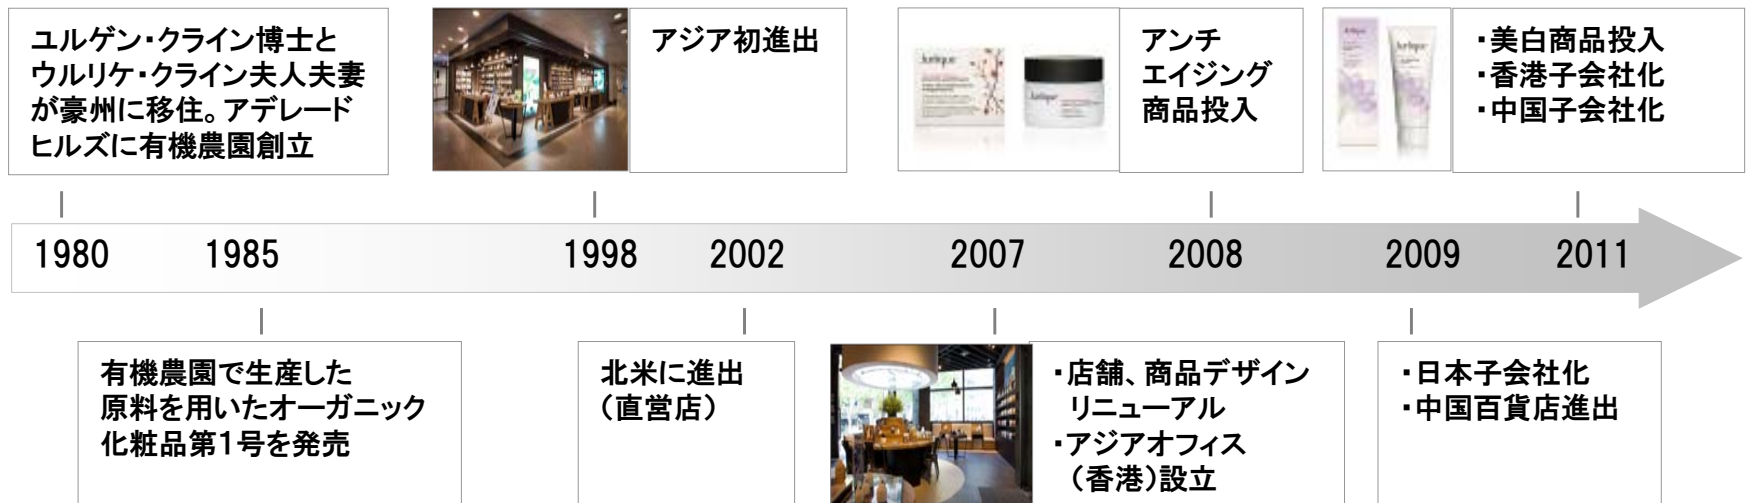 ユルゲン・クライン博士と
ウルリケ・クライン夫人夫妻
が豪州に移住。アデレード
ヒルズに有機農園創立
アジア初進出
Jurlique
Jurlique
アンチ
エイジング
商品投入
Jurlique
Jurlique
・美白商品投入
・香港子会社化
・中国子会社化
1980
1985
1998
2002
2007
2008
2009
2011
有機農園で生産した
原料を用いたオーガニック
化粧品第1号を発売
北米に進出
（直営店）
・店舗、商品デザイン
リニューアル
・アジアオフィス
（香港）設立
・日本子会社化
・中国百貨店進出